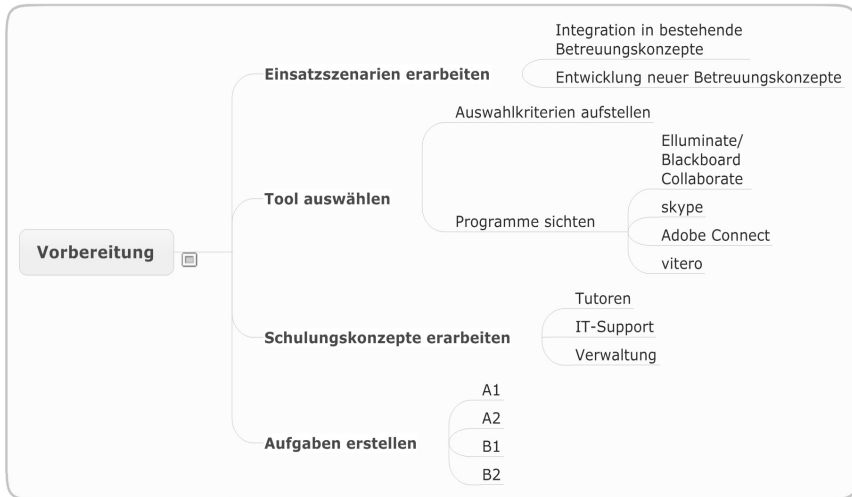 Vorbereitung
Einsatzszenarien erarbeiten
Integration in bestehende
Betreuungskonzepte
Entwicklung neuer Betreuungskonzepte
Tool auswählen
Auswahlkriterien aufstellen
Programme sichten
Elluminate/
Blackboard
Collaborate
skype
Adobe Connect
vitero
Schulungskonzepte erarbeiten
Tutoren
IT-Support
Verwaltung
Aufgaben erstellen
A1
A2
B1
B2